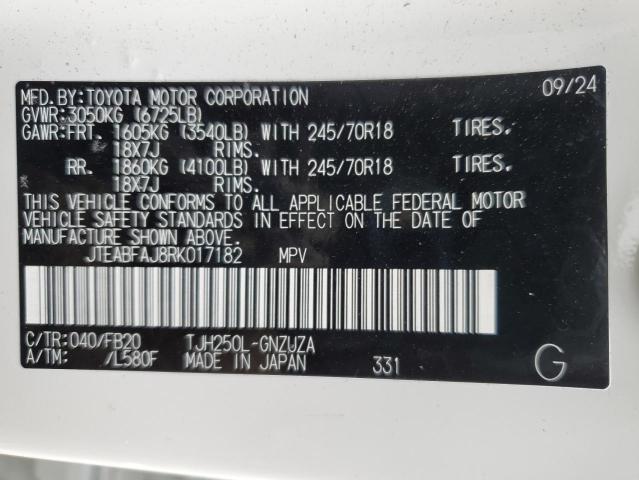 MFD.BY:TOYOTA MOTOR CORPORATION 09/24
GVWR:3050KG (6725LB)
GAWR:FRT. 1605KG (3540LB) WITH 245/70R18 TIRES.
18X7J RIMS.
RR. 1860KG (4100LB) WITH 245/70R18 TIRES.
18X7J RIMS.
THIS VEHICLE CONFORMS TO ALL APPLICABLE FEDERAL MOTOR
VEHICLE SAFETY STANDARDS IN EFFECT ON THE DATE OF
MANUFACTURE SHOWN ABOVE.
JTEABFAJ8RK017182 MPV
C/TR:040/FB20 TJH250L-GNZUZA
A/TM: /L580F MADE IN JAPAN 331 G